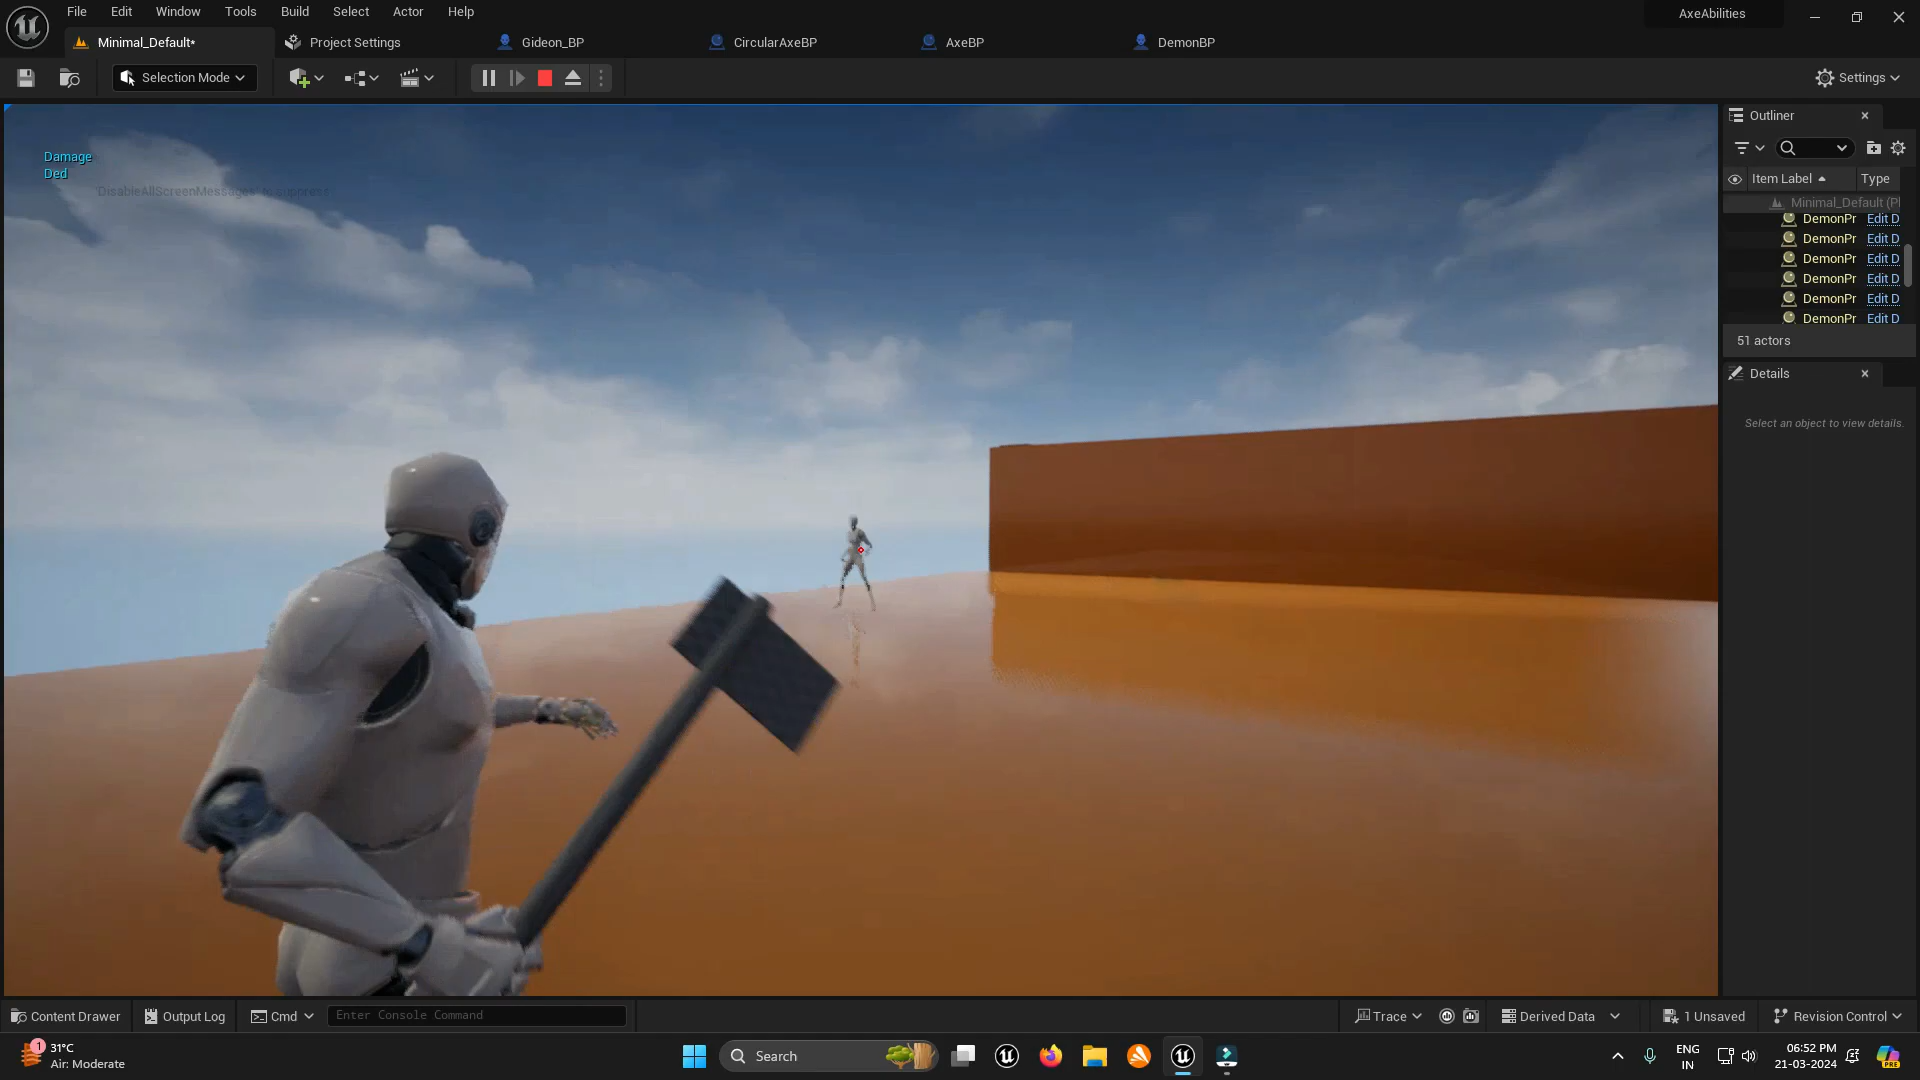 File Edit Window Tools Build Select Actor Help
AxeAbilities
Minimal_Default*
Project Settings
Gideon_BP
CircularAxeBP
AxeBP
DemonBP
Selection Mode
Settings
Damage
Ded
'DisableAllScreenMessages' to suppress
Outliner
Item Label
Type
Minimal_Default (Pl
DemonPr Edit D
DemonPr Edit D
DemonPr Edit D
DemonPr Edit D
DemonPr Edit D
DemonPr Edit D
51 actors
Details
Select an object to view details.
Content Drawer
Output Log
Cmd
Enter Console Command
Trace
Derived Data
1 Unsaved
Revision Control
1
31°C
Air: Moderate
Search
ENG
IN
06:52 PM
21-03-2024
PRE